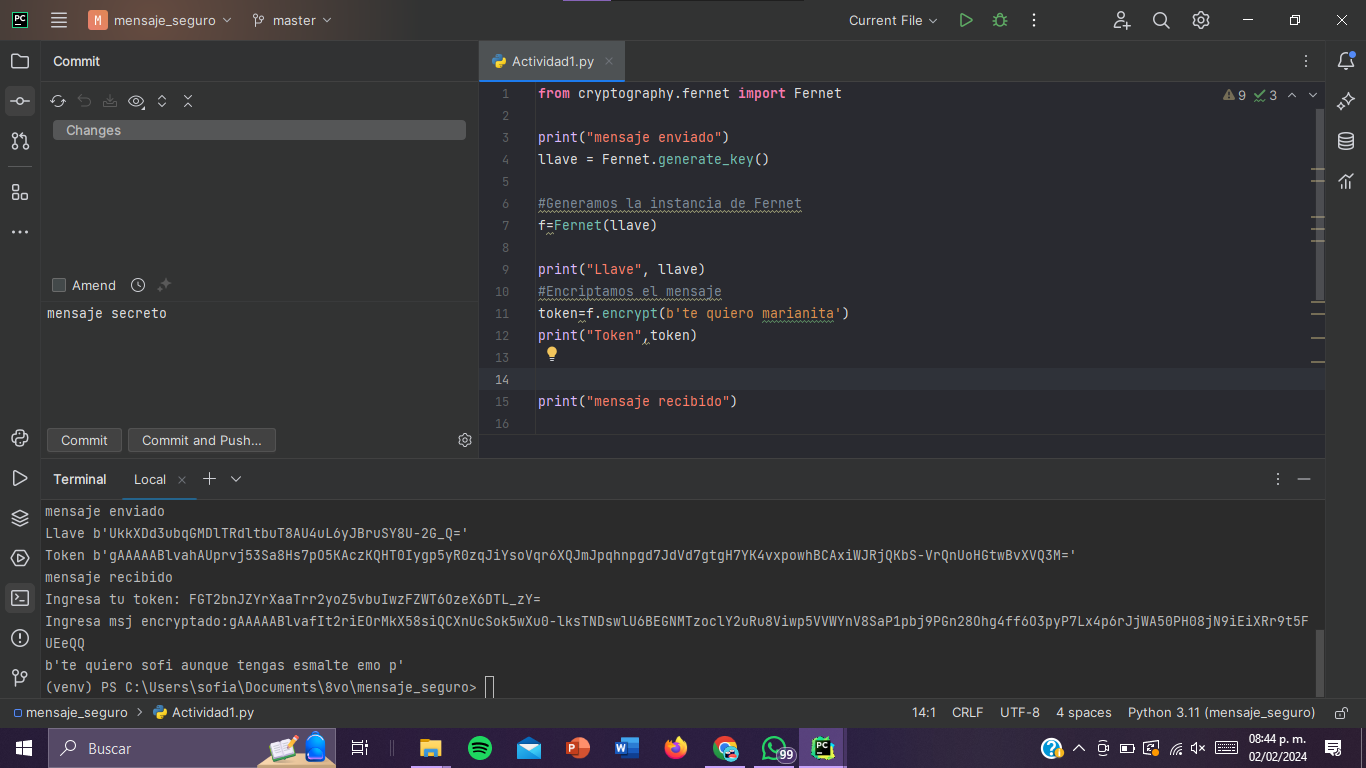 PC
M mensaje_seguro master Current File
Commit
Actividad1.py
Changes
Amend
mensaje secreto
Commit Commit and Push...
9 3
1 from cryptography.fernet import Fernet
2
3 print("mensaje enviado")
4 llave = Fernet.generate_key()
5
6 #Generamos la instancia de Fernet
7 f=Fernet(llave)
8
9 print("Llave", llave)
10 #Encriptamos el mensaje
11 token=f.encrypt(b'te quiero marianita')
12 print("Token",token)
13
14
15 print("mensaje recibido")
16
Terminal Local
mensaje enviado
Llave b'UkkXDd3ubqGMDlTRdltbuT8AU4uL6yJBruSY8U-2G_Q='
Token b'gAAAAABlvahAUprvj53Sa8Hs7pO5KAczKQHT0Iygp5yR0zqJiYsoVqr6XQJmJpqhnpgd7JdVd7gtgH7YK4vxpowhBCAxiWJRjQKbS-VrQnUoHGtwBvXVQ3M='
mensaje recibido
Ingresa tu token: FGT2bnJZYrXaaTrr2yoZ5vbuIwzFZWT6OzeX6DTL_zY=
Ingresa msj encryptado:gAAAAABlvafIt2riEOrMkX58siQCXnUcSok5wXu0-lksTNDswlU6BEGNMTzoclY2uRu8Viwp5VVWYnV8SaP1pbj9PGn28Ohg4ff6O3pyP7Lx4p6rJjWA50PH08jN9iEiXRr9t5F
UEeQQ
b'te quiero sofi aunque tengas esmalte emo p'
(venv) PS C:\Users\sofia\Documents\8vo\mensaje_seguro>
mensaje_seguro > Actividad1.py 14:1 CRLF UTF-8 4 spaces Python 3.11 (mensaje_seguro)
Buscar
99
PC
08:44 p. m.
02/02/2024